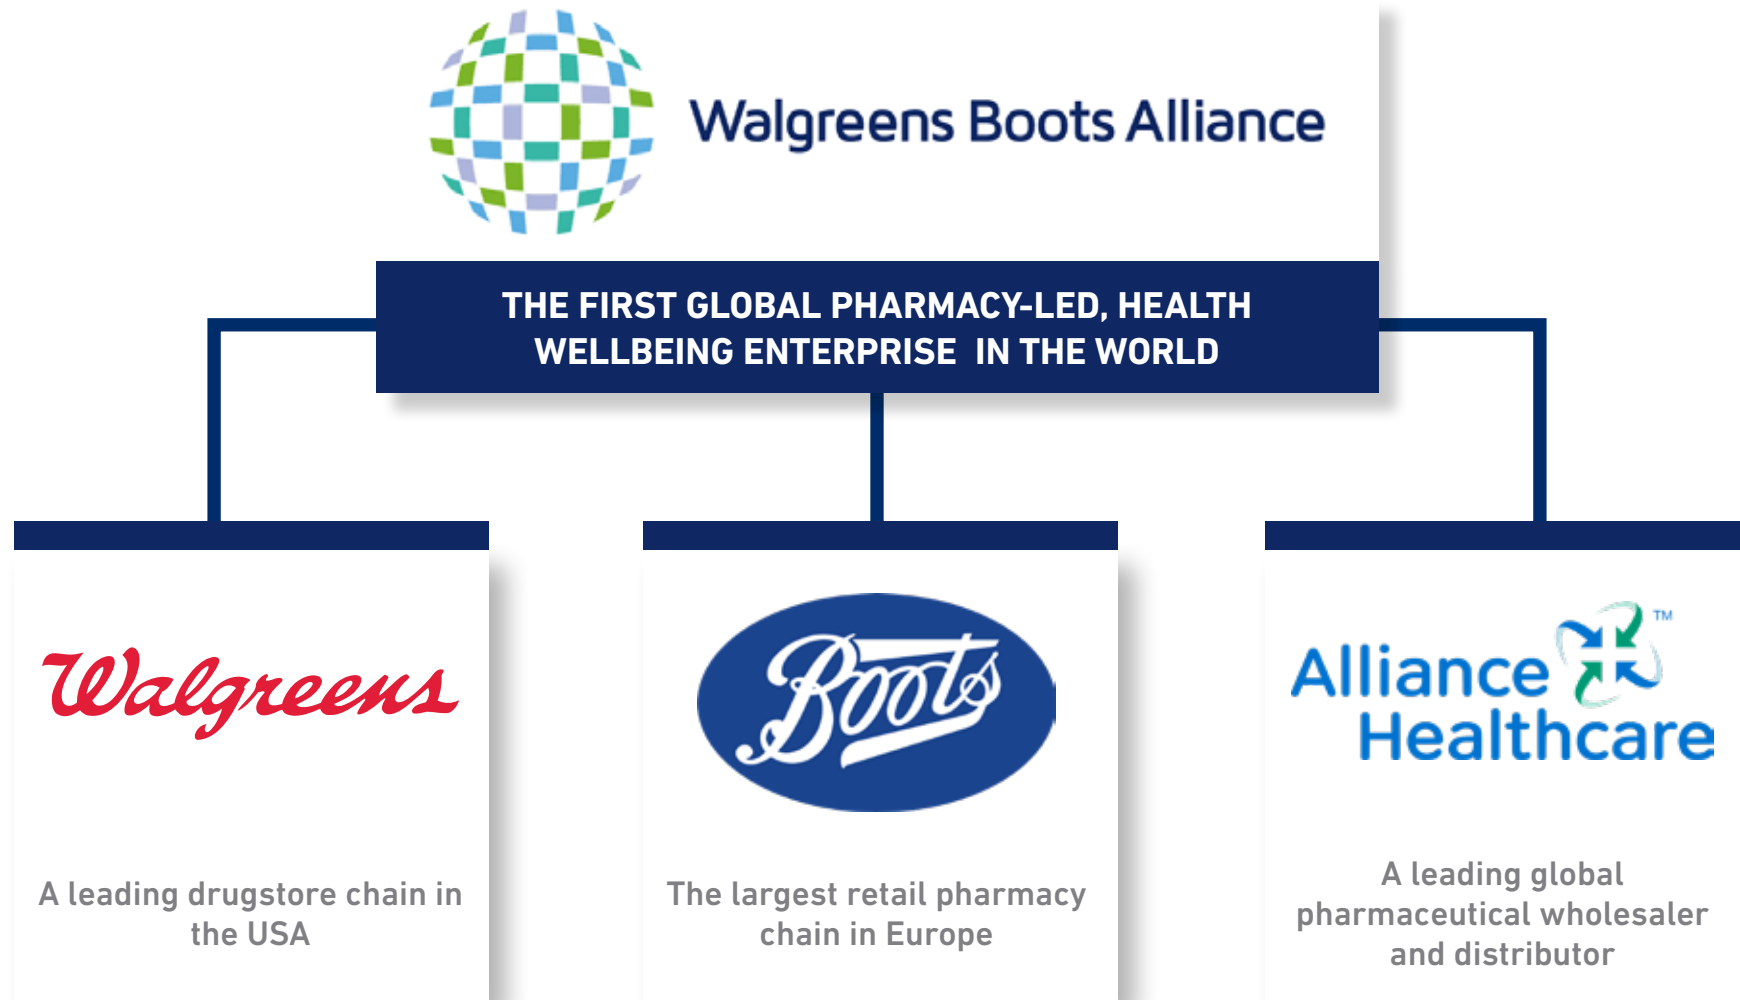 Walgreens Boots Alliance
THE FIRST GLOBAL PHARMACY-LED, HEALTH
WELLBEING ENTERPRISE IN THE WORLD
Walgreens
A leading drugstore chain in
the USA
Boots
The largest retail pharmacy
chain in Europe
Alliance
TM
Healthcare
A leading global
pharmaceutical wholesaler
and distributor